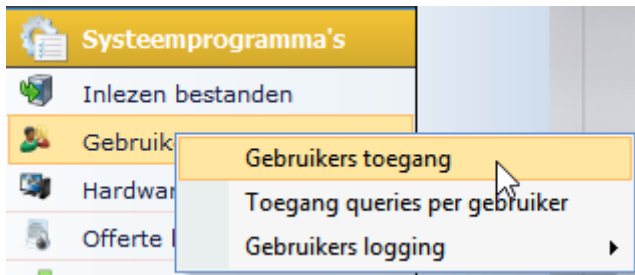 Systeemprogramma's
Inlezen bestanden
Gebruik
Gebruikers toegang
Hardwar
Toegang queries per gebruiker
Offerte
Gebruikers logging